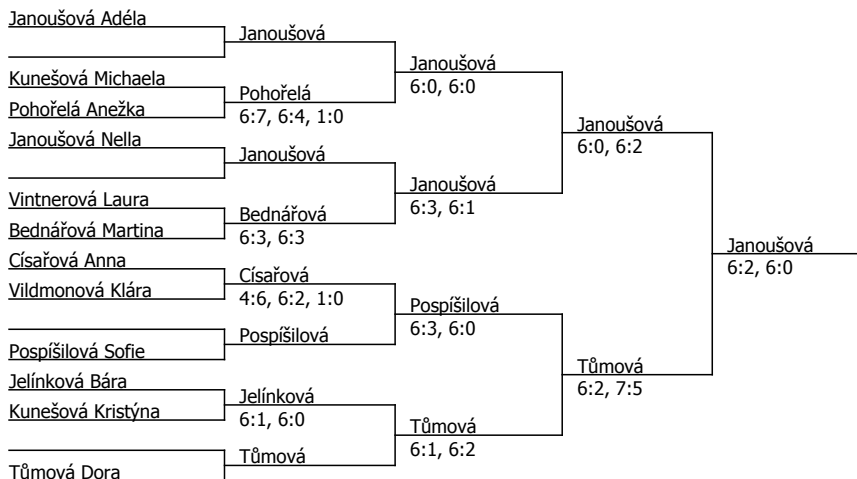 Janoušová Adéla
Janoušová
Kunešová Michaela
Janoušová
6:0, 6:0
Pohořelá
Pohořelá Anežka
6:7, 6:4, 1:0
Janoušová Nella
Janoušová
6:0, 6:2
Janoušová
Vintnerová Laura
Janoušová
6:3, 6:1
Bednářová
Bednářová Martina
6:3, 6:3
Janoušová
6:2, 6:0
Císařová Anna
Císařová
Vildmonová Klára
4:6, 6:2, 1:0
Pospíšilová
6:3, 6:0
Pospíšilová
Pospíšilová Sofie
Tůmová
6:2, 7:5
Jelínková Bára
Jelínková
Kunešová Kristýna
6:1, 6:0
Tůmová
6:1, 6:2
Tůmová
Tůmová Dora